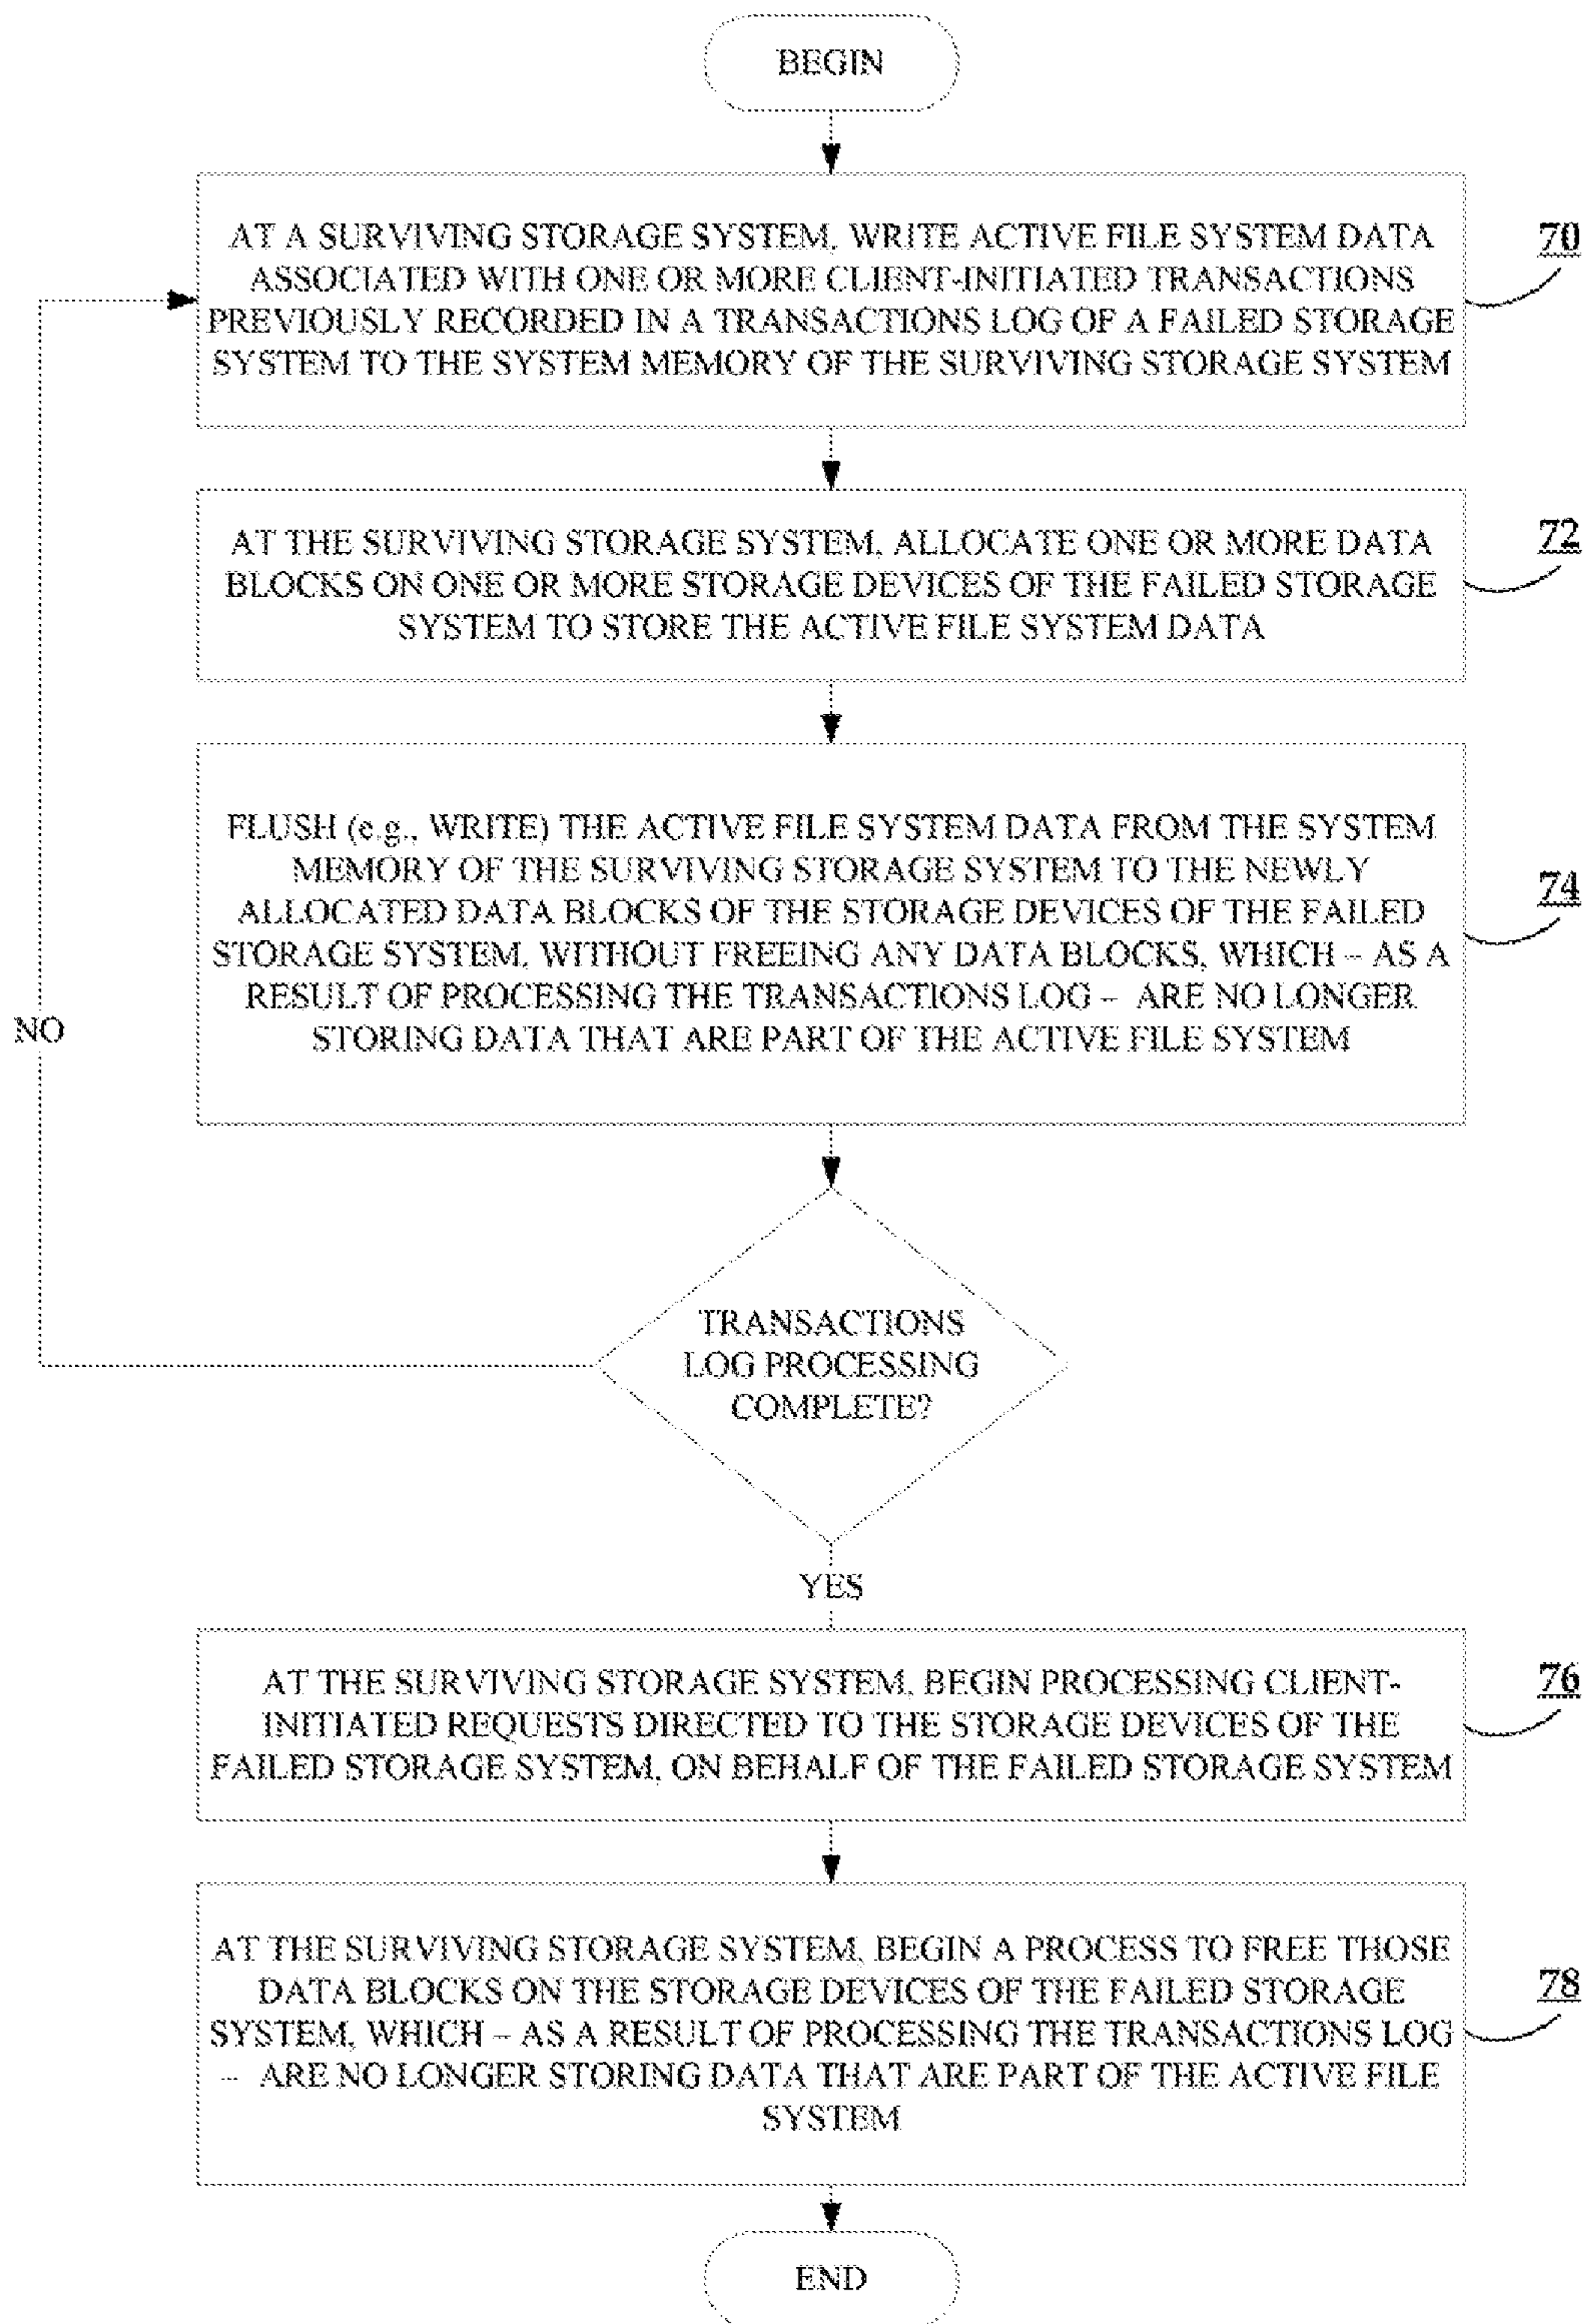 BEGIN
AT A SURVIVING STORAGE SYSTEM, WRITE ACTIVE FILE SYSTEM DATA
ASSOCIATED WITH ONE OR MORE CLIENT-INITIATED TRANSACTIONS
PREVIOUSLY RECORDED IN A TRANSACTIONS LOG OF A FAILED STORAGE
SYSTEM TO THE SYSTEM MEMORY OF THE SURVIVING STORAGE SYSTEM
70
AT THE SURVIVING STORAGE SYSTEM, ALLOCATE ONE OR MORE DATA
BLOCKS ON ONE OR MORE STORAGE DEVICES OF THE FAILED STORAGE
SYSTEM TO STORE THE ACTIVE FILE SYSTEM DATA
72
FLUSH (e.g., WRITE) THE ACTIVE FILE SYSTEM DATA FROM THE SYSTEM
MEMORY OF THE SURVIVING STORAGE SYSTEM TO THE NEWLY
ALLOCATED DATA BLOCKS OF THE STORAGE DEVICES OF THE FAILED
STORAGE SYSTEM, WITHOUT FREEING ANY DATA BLOCKS, WHICH – AS A
RESULT OF PROCESSING THE TRANSACTIONS LOG – ARE NO LONGER
STORING DATA THAT ARE PART OF THE ACTIVE FILE SYSTEM
74
NO
TRANSACTIONS
LOG PROCESSING
COMPLETE?
YES
AT THE SURVIVING STORAGE SYSTEM, BEGIN PROCESSING CLIENT-
INITIATED REQUESTS DIRECTED TO THE STORAGE DEVICES OF THE
FAILED STORAGE SYSTEM, ON BEHALF OF THE FAILED STORAGE SYSTEM
76
AT THE SURVIVING STORAGE SYSTEM, BEGIN A PROCESS TO FREE THOSE
DATA BLOCKS ON THE STORAGE DEVICES OF THE FAILED STORAGE
SYSTEM, WHICH – AS A RESULT OF PROCESSING THE TRANSACTIONS LOG
– ARE NO LONGER STORING DATA THAT ARE PART OF THE ACTIVE FILE
SYSTEM
78
END